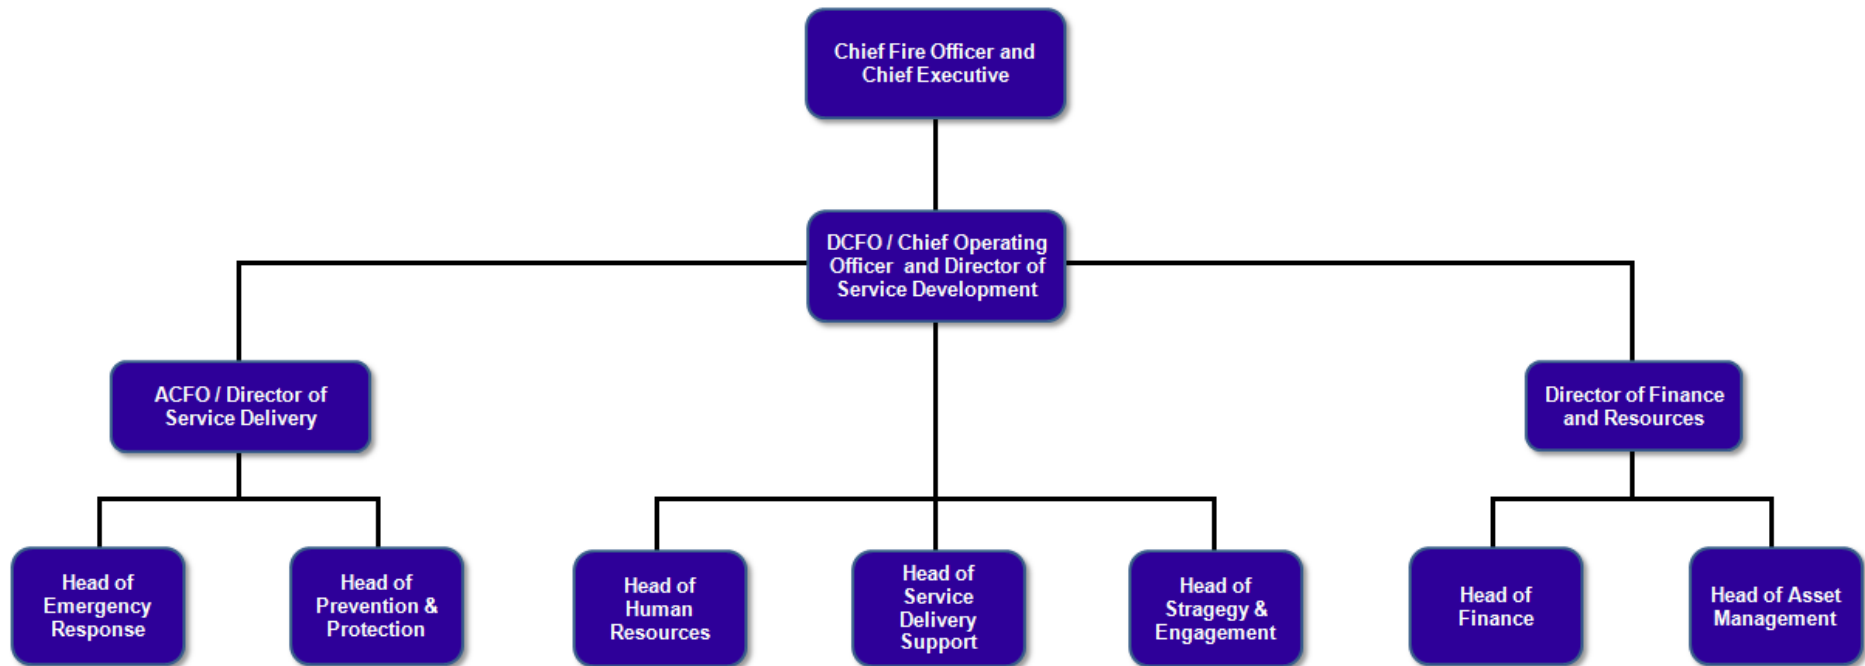 Chief Fire Officer and
Chief Executive
DCFO / Chief Operating
Officer and Director of
Service Development
ACFO / Director of
Service Delivery
Director of Finance
and Resources
Head of
Emergency
Response
Head of
Prevention &
Protection
Head of
Human
Resources
Head of
Service
Delivery
Support
Head of
Stragegy &
Engagement
Head of
Finance
Head of Asset
Management